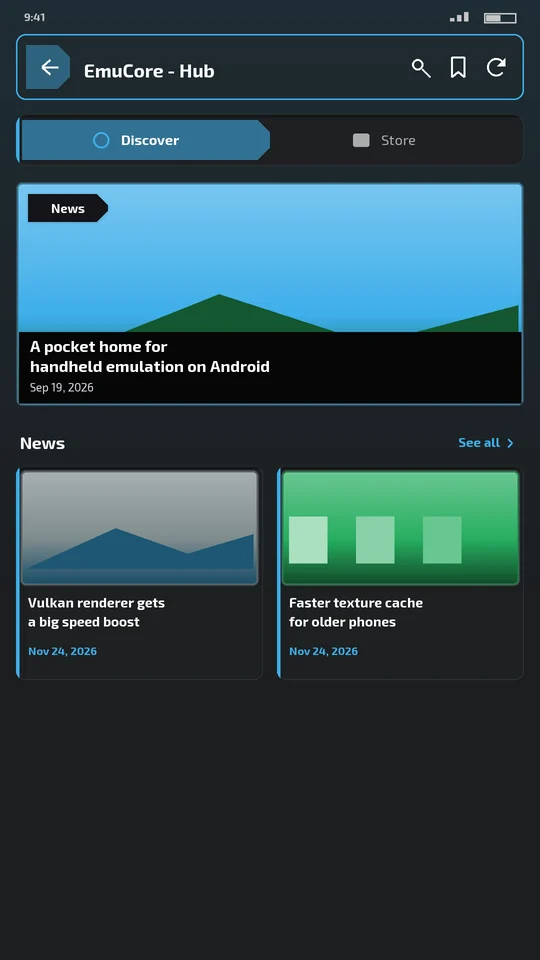 9:41
EmuCore - Hub
Discover
Store
News
A pocket home for
handheld emulation on Android
Sep 19, 2026
News
See all
Vulkan renderer gets
a big speed boost
Nov 24, 2026
Faster texture cache
for older phones
Nov 24, 2026